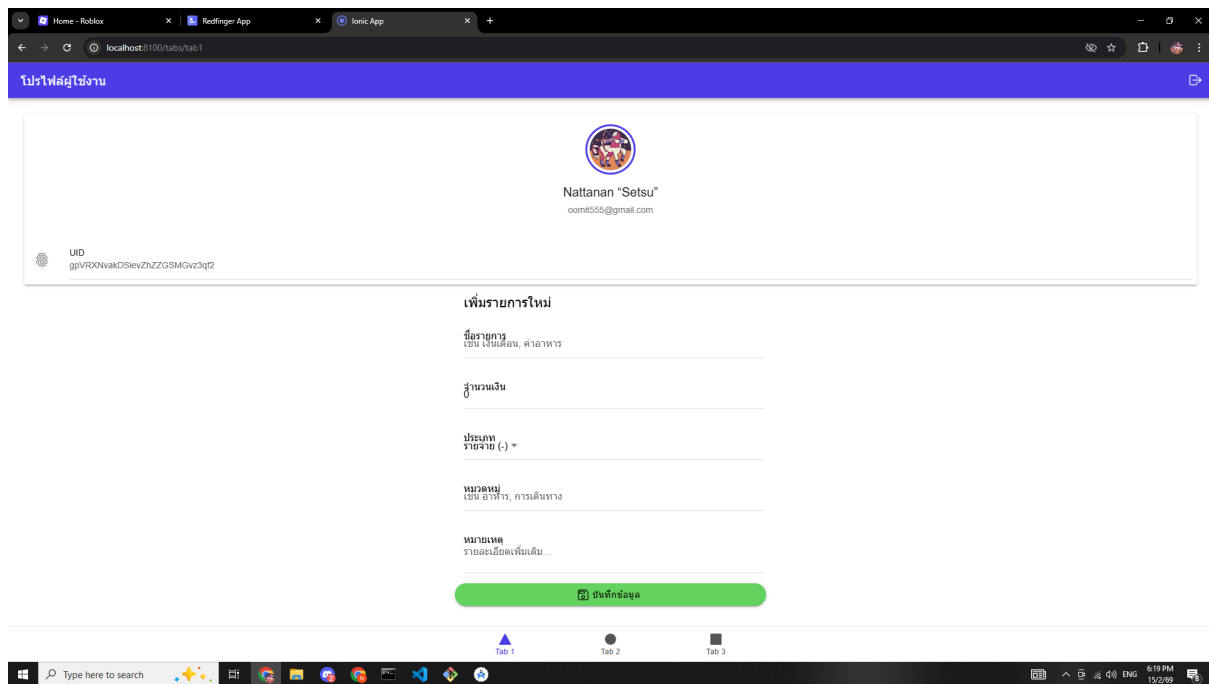 Home - Roblox
Redfinger App
Ionic App
localhost:8100/tabs/tab1
โปรไฟล์ผู้ใช้งาน
Nattanan “Setsu”
oomit555@gmail.com
UID
gpVRXNvakDSievZhZZGSMGvz3qf2
เพิ่มรายการใหม่
ชื่อรายการ
เช่น เงินเดือน, ค่าอาหาร
จำนวนเงิน
0
ประเภท
รายจ่าย (-)
หมวดหมู่
เช่น อาหาร, การเดินทาง
หมายเหตุ
รายละเอียดเพิ่มเติม...
บันทึกข้อมูล
Tab 1 Tab 2 Tab 3
Type here to search
ENG
6:19 PM
15/2/69